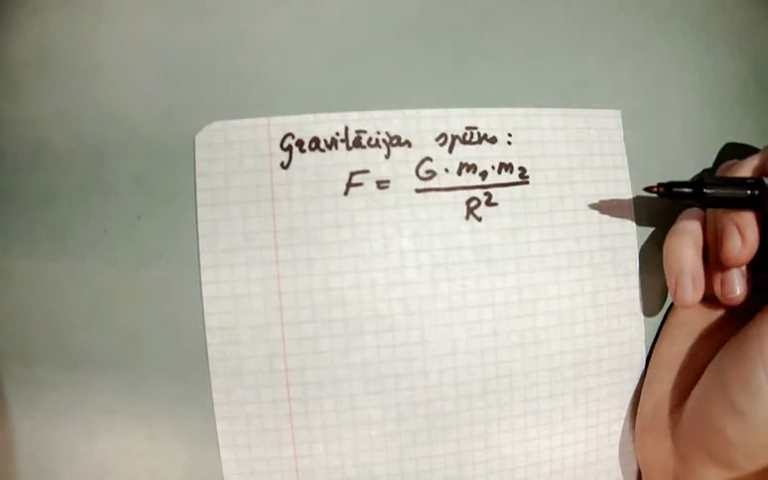 Gravitācijas spēks:
F = G · m₁ · m₂ / R²